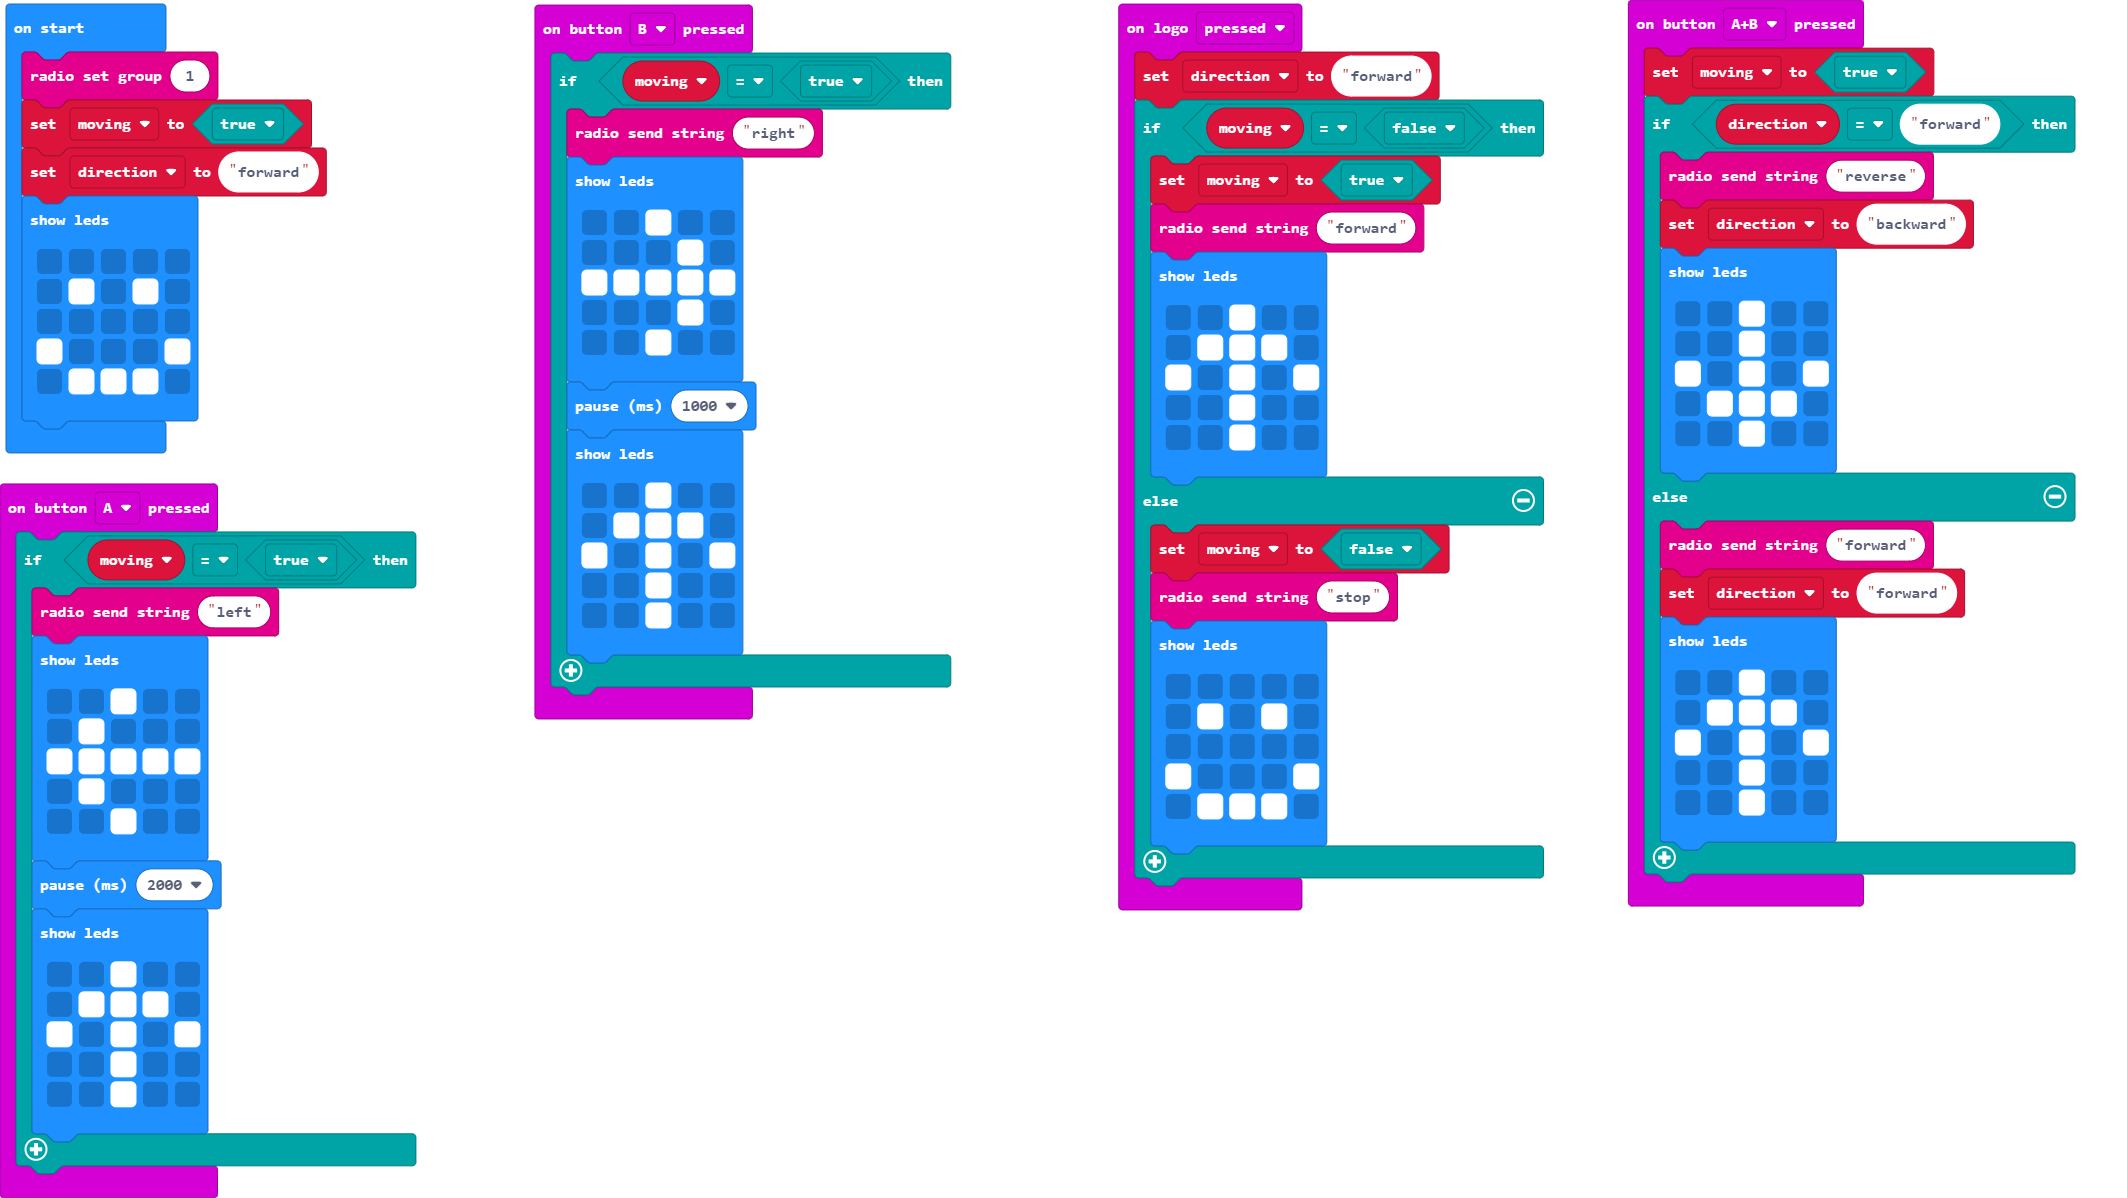 on start
radio set group 1
set moving to true
set direction to "forward"
show leds
on button A pressed
if moving = true then
radio send string "left"
show leds
pause (ms) 2000
show leds
on button B pressed
if moving = true then
radio send string "right"
show leds
pause (ms) 1000
show leds
on logo pressed
set direction to "forward"
if moving = false then
set moving to true
radio send string "forward"
show leds
else
set moving to false
radio send string "stop"
show leds
on button A+B pressed
set moving to true
if direction = "forward" then
radio send string "reverse"
set direction to "backward"
show leds
else
radio send string "forward"
set direction to "forward"
show leds